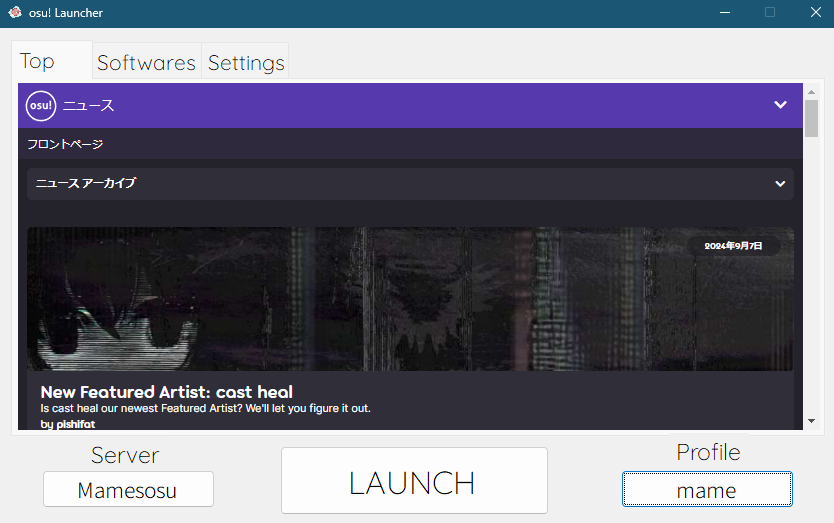 osu! Launcher
Top Softwares Settings
osu! ニュース
フロントページ
ニュース アーカイブ
2024年9月7日
New Featured Artist: cast heal
Is cast heal our newest Featured Artist? We'll let you figure it out.
by pishifat
Server
Mamesosu
LAUNCH
Profile
mame